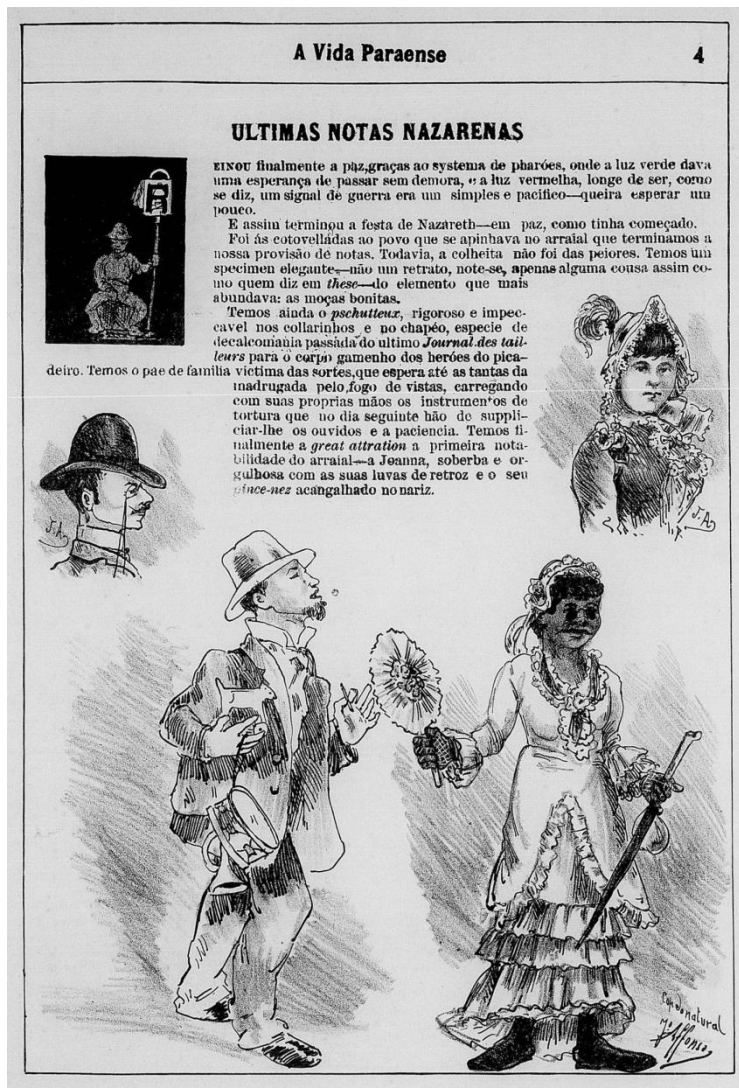 A Vida Paraense
4
ULTIMAS NOTAS NAZARENAS
EINOU finalmente a paz,graças ao systema de pharóes, onde a luz verde dava
uma esperança de passar sem demora, e a luz vermelha, longe de ser, como
se diz, um signal de guerra era um simples e pacifico—queira esperar um
pouco.
E assim terminou a festa de Nazareth—em paz, como tinha começado.
Foi ás cotovelladas ao povo que se apinhava no arraial que terminamos a
nossa provisão de notas. Todavia, a colheita não foi das peiores. Temos um
specimen elegante,—não um retrato, note-se, apenas alguma cousa assim co-
mo quem diz em these—do elemento que mais
abundava: as moças bonitas.
Temos ainda o pschutteux, rigoroso e impec-
cavel nos collarinhos e no chapéo, especie de
decalcomania passada do ultimo Journal des tail-
leurs para o corpo gamenho dos heróes do pica-
deiro. Temos o pae de familia victima das sortes,que espera até as tantas da
madrugada pelo fogo de vistas, carregando
com suas proprias mãos os instrumentos de
tortura que no dia seguinte hão de suppli-
ciar-lhe os ouvidos e a paciencia. Temos fi-
nalmente a great attration a primeira nota-
bilidade do arraial—a Joanna, soberba e or-
gulhosa com as suas luvas de retroz e o seu
pince-nez acangalhado no nariz.
J.A.
J.A.
Cop. do natural
J. Affonso